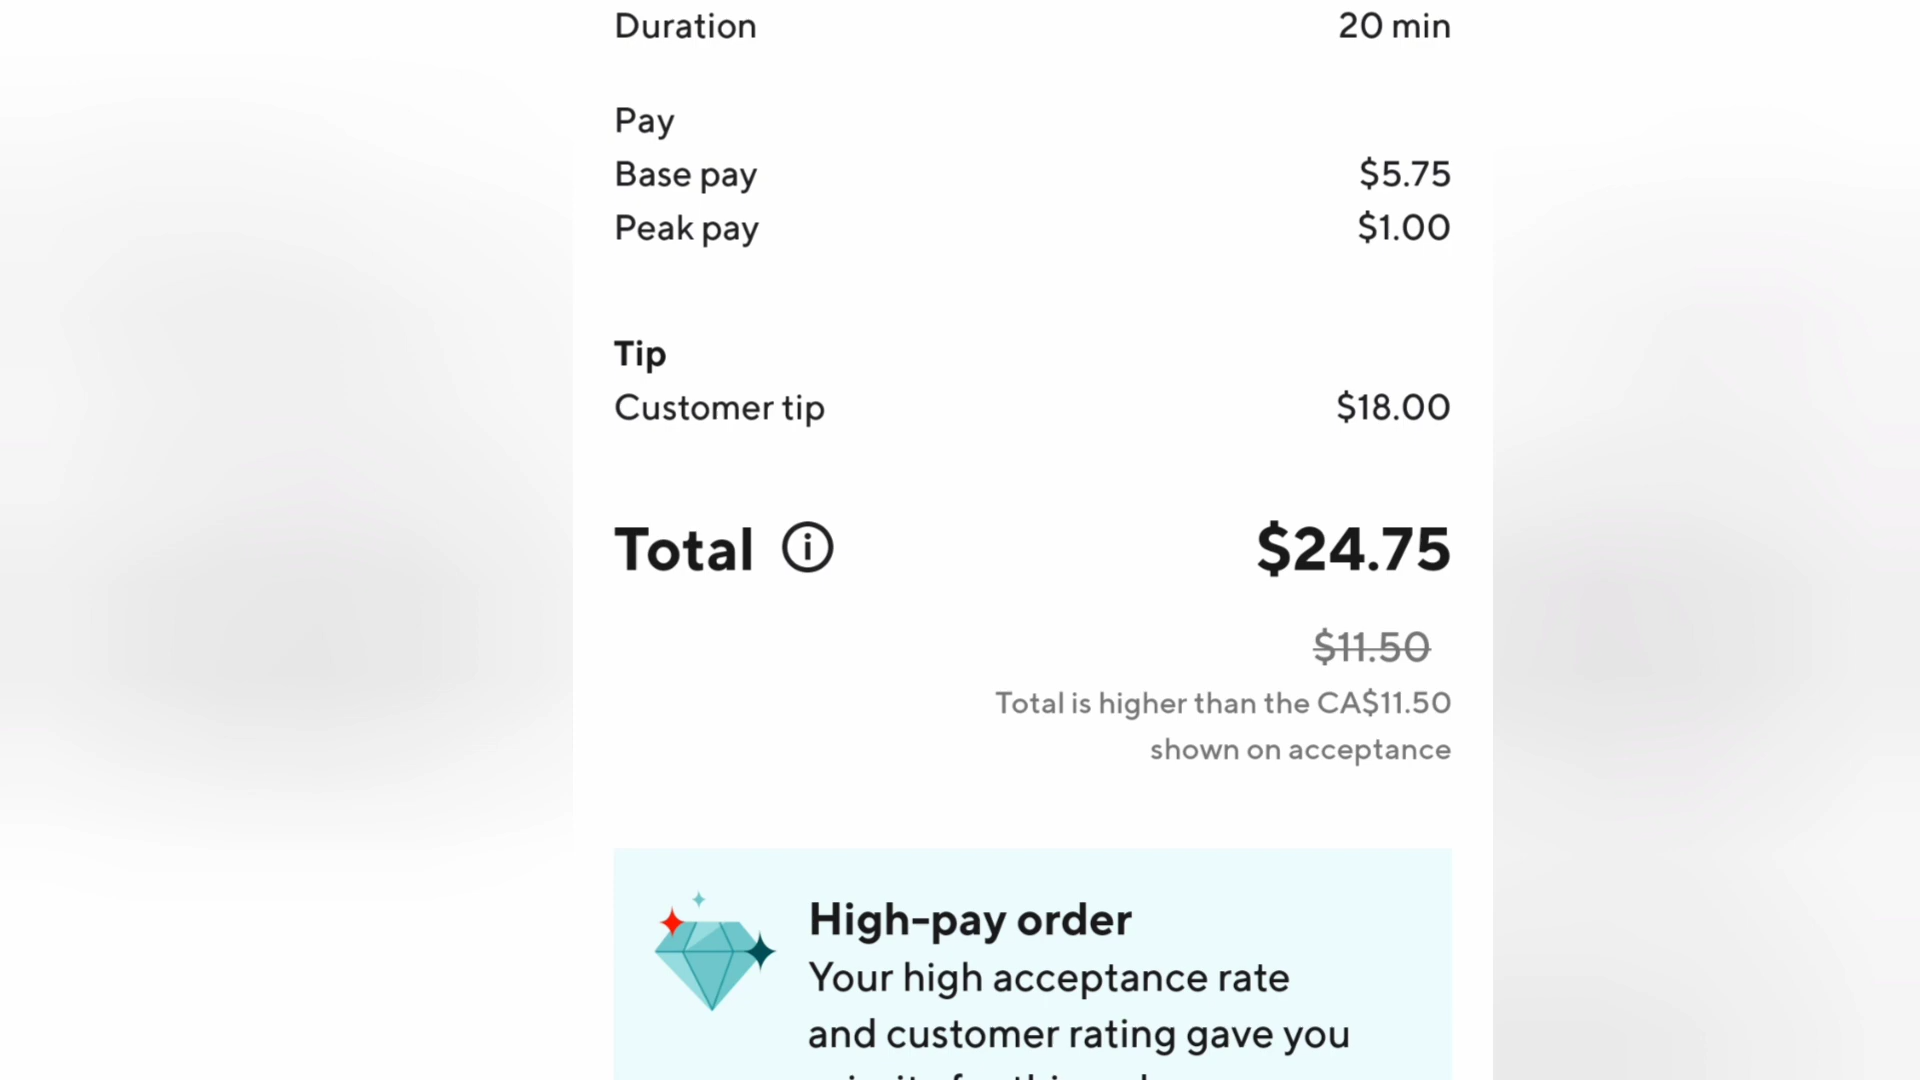 Duration 20 min
Pay
Base pay $5.75
Peak pay $1.00
Tip
Customer tip $18.00
Total $24.75
$11.50
Total is higher than the CA$11.50
shown on acceptance
High-pay order
Your high acceptance rate
and customer rating gave you